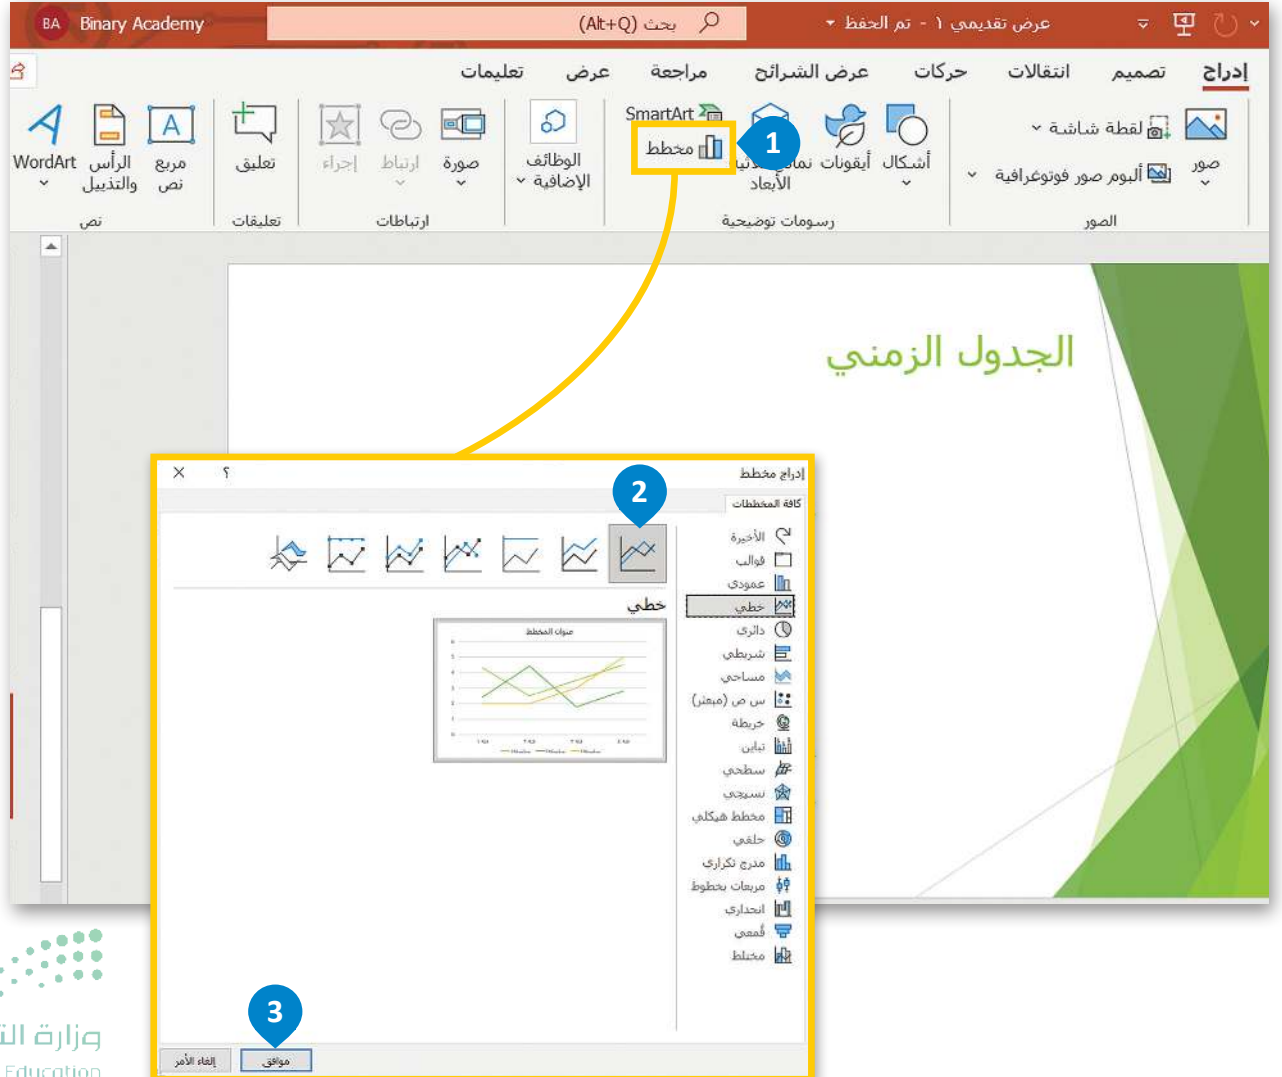 عرض تقديمي ١ - تم الحفظ
بحث (Alt+Q)
Binary Academy
BA
إدراج
تصميم
انتقالات
حركات
عرض الشرائح
مراجعة
عرض
تعليمات
صور
لقطة شاشة
ألبوم صور فوتوغرافية
الصور
أشكال
أيقونات
الأبعاد
SmartArt
مخطط
رسومات توضيحية
الوظائف
الإضافية
صورة
ارتباط
إجراء
ارتباطات
تعليق
تعليقات
مربع
نص
الرأس
والتذييل
WordArt
نص
1
الجدول الزمني
إدراج مخطط
؟
كافة المخططات
2
الأخيرة
قوالب
عمودي
خطي
دائري
شريطي
مساحي
س ص (مبعثر)
خريطة
تباين
سطحي
نسيجي
مخطط هيكلي
حلقي
مدرج تكراري
مربعات بخطوط
انحداري
قُمعي
مختلط
خطي
عنوان المخطط
3
موافق
إلغاء الأمر
وزارة
Education